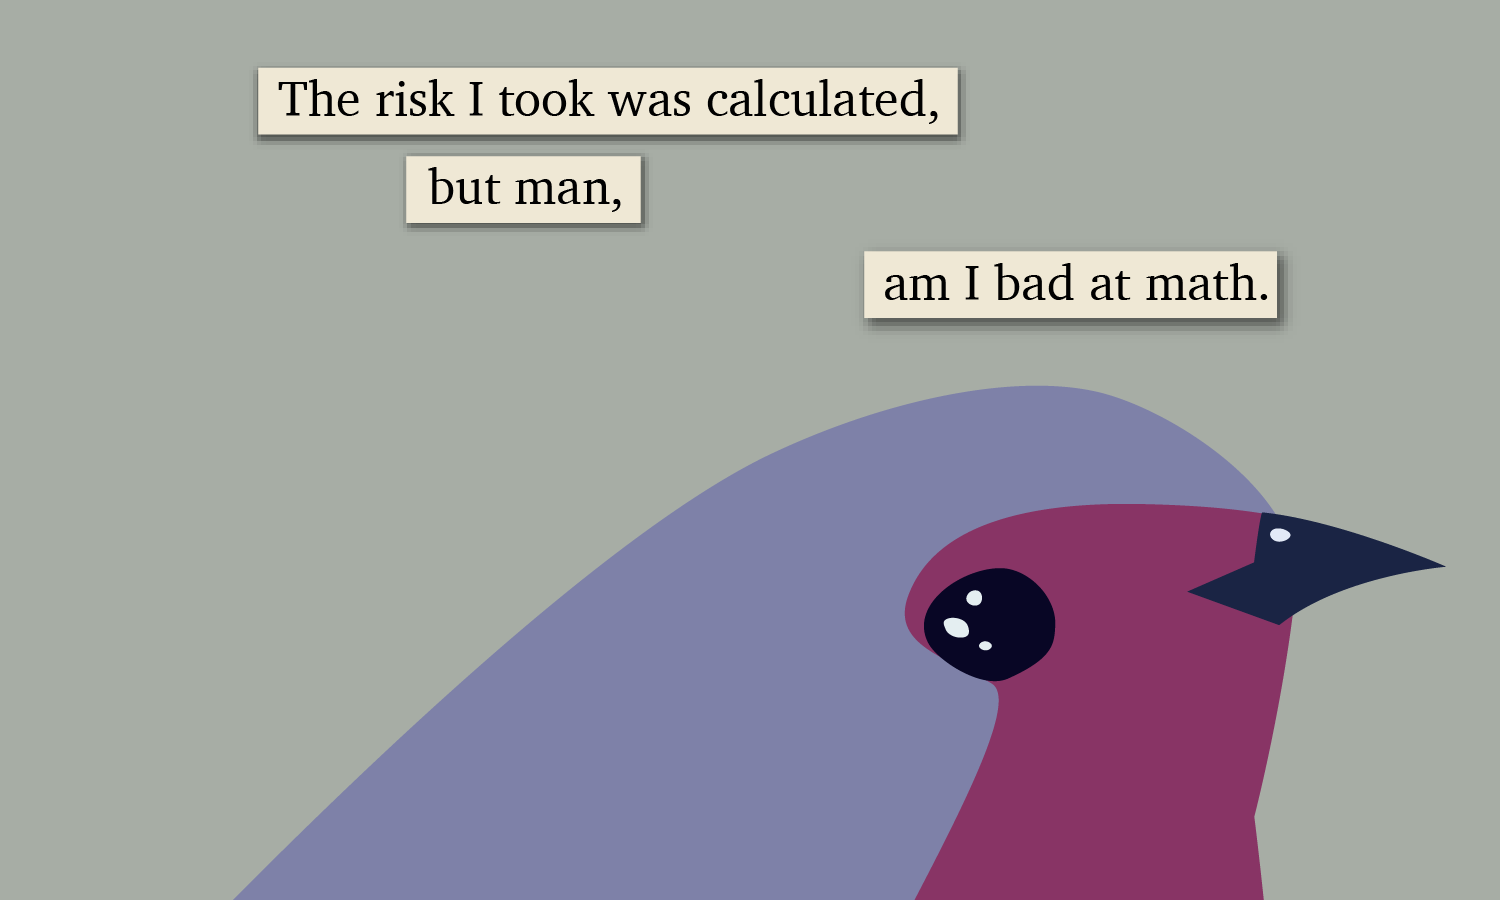 The risk I took was calculated,
but man,
am I bad at math.